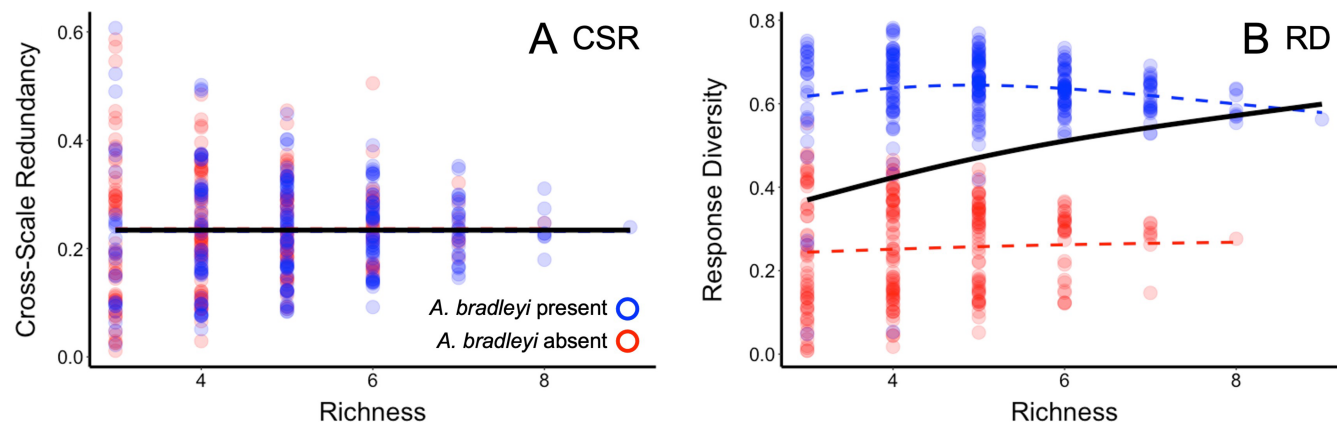 A CSR
Cross-Scale Redundancy
0.6
0.4
0.2
0.0
A. bradleyi present
A. bradleyi absent
4
6
8
Richness
B RD
Response Diversity
0.8
0.6
0.4
0.2
0.0
4
6
8
Richness